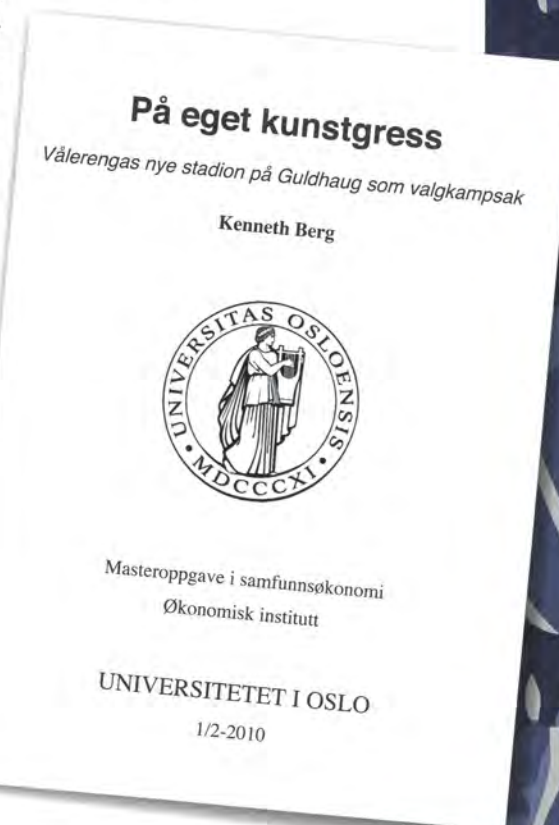 På eget kunstgress
Vålerengas nye stadion på Guldhaug som valgkampsak
Kenneth Berg
UNIVERSITAS OSLOENSIS
MDCCCXI
Masteroppgave i samfunnsøkonomi
Økonomisk institutt
UNIVERSITETET I OSLO
1/2-2010